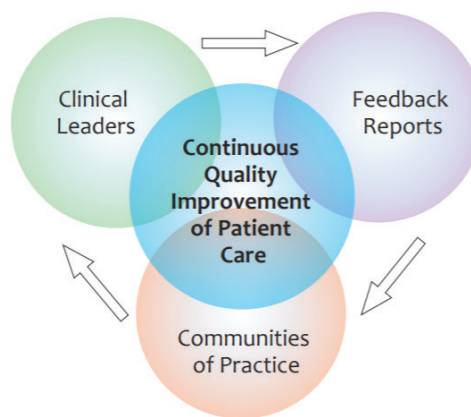 Clinical
Leaders
Feedback
Reports
Continuous
Quality
Improvement
of Patient
Care
Communities
of Practice